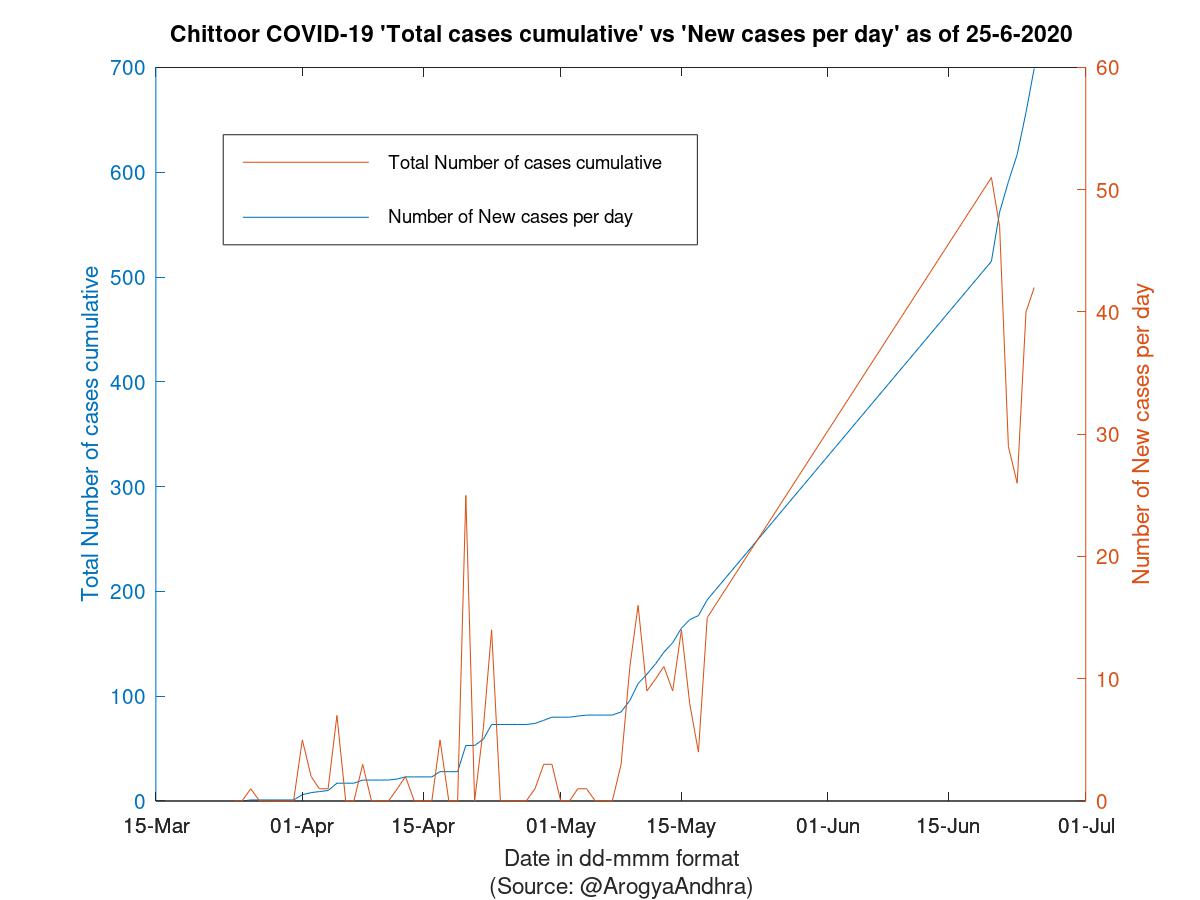 Chittoor COVID-19 'Total cases cumulative' vs 'New cases per day' as of 25-6-2020
700
600
500
400
300
200
100
0
Total Number of cases cumulative
Total Number of cases cumulative
Number of New cases per day
60
50
40
30
20
10
0
Number of New cases per day
15-Mar 01-Apr 15-Apr 01-May 15-May 01-Jun 15-Jun 01-Jul
Date in dd-mmm format
(Source: @ArogyaAndhra)